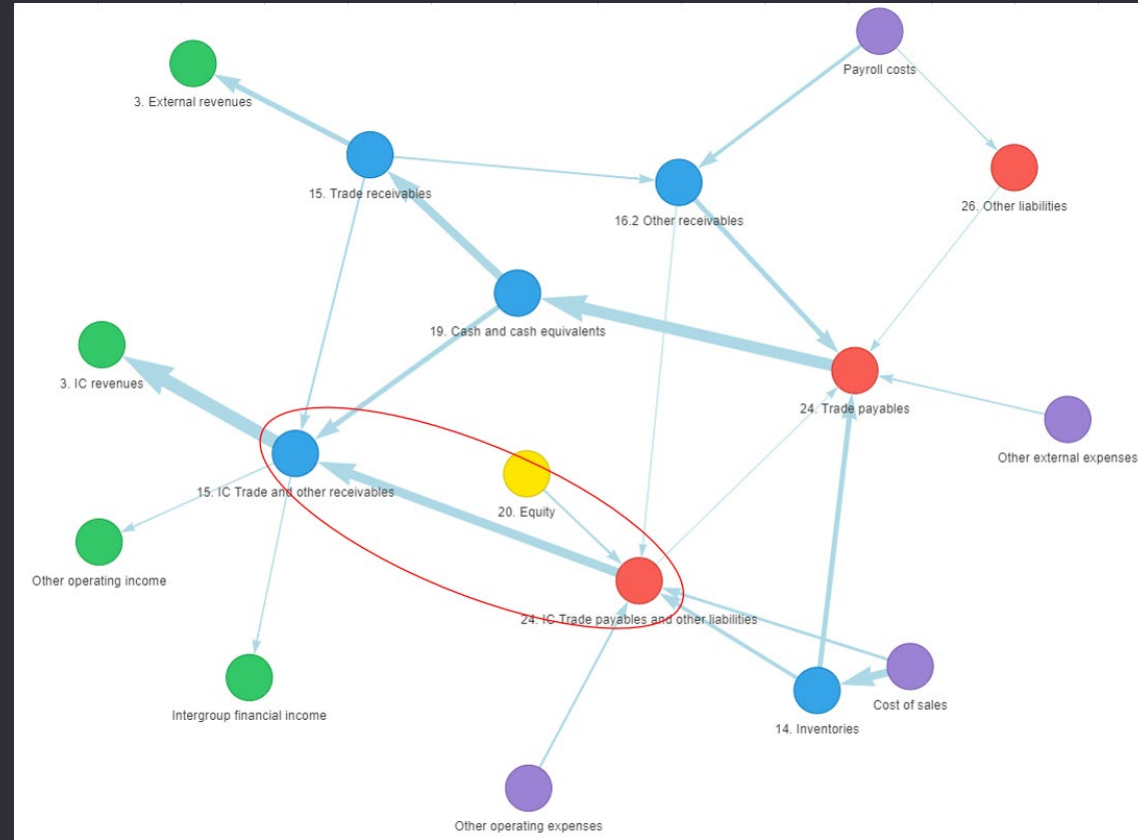 Payroll costs
3. External revenues
15. Trade receivables
16.2 Other receivables
26. Other liabilities
19. Cash and cash equivalents
3. IC revenues
24. Trade payables
Other external expenses
15. IC Trade and other receivables
20. Equity
Other operating income
24. IC Trade payables and other liabilities
Cost of sales
Intergroup financial income
14. Inventories
Other operating expenses